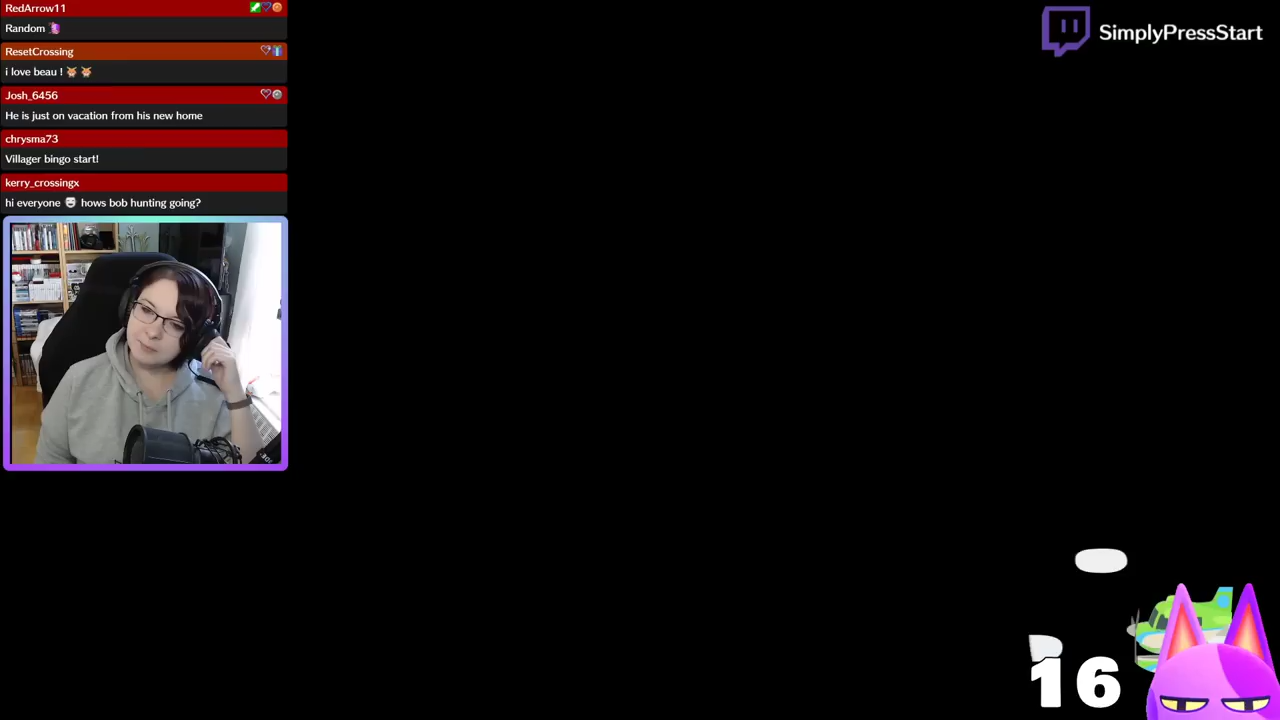 RedArrow11
Random
ResetCrossing
i love beau !
Josh_6456
He is just on vacation from his new home
chrysma73
Villager bingo start!
kerry_crossingx
hi everyone hows bob hunting going?
SimplyPressStart
16